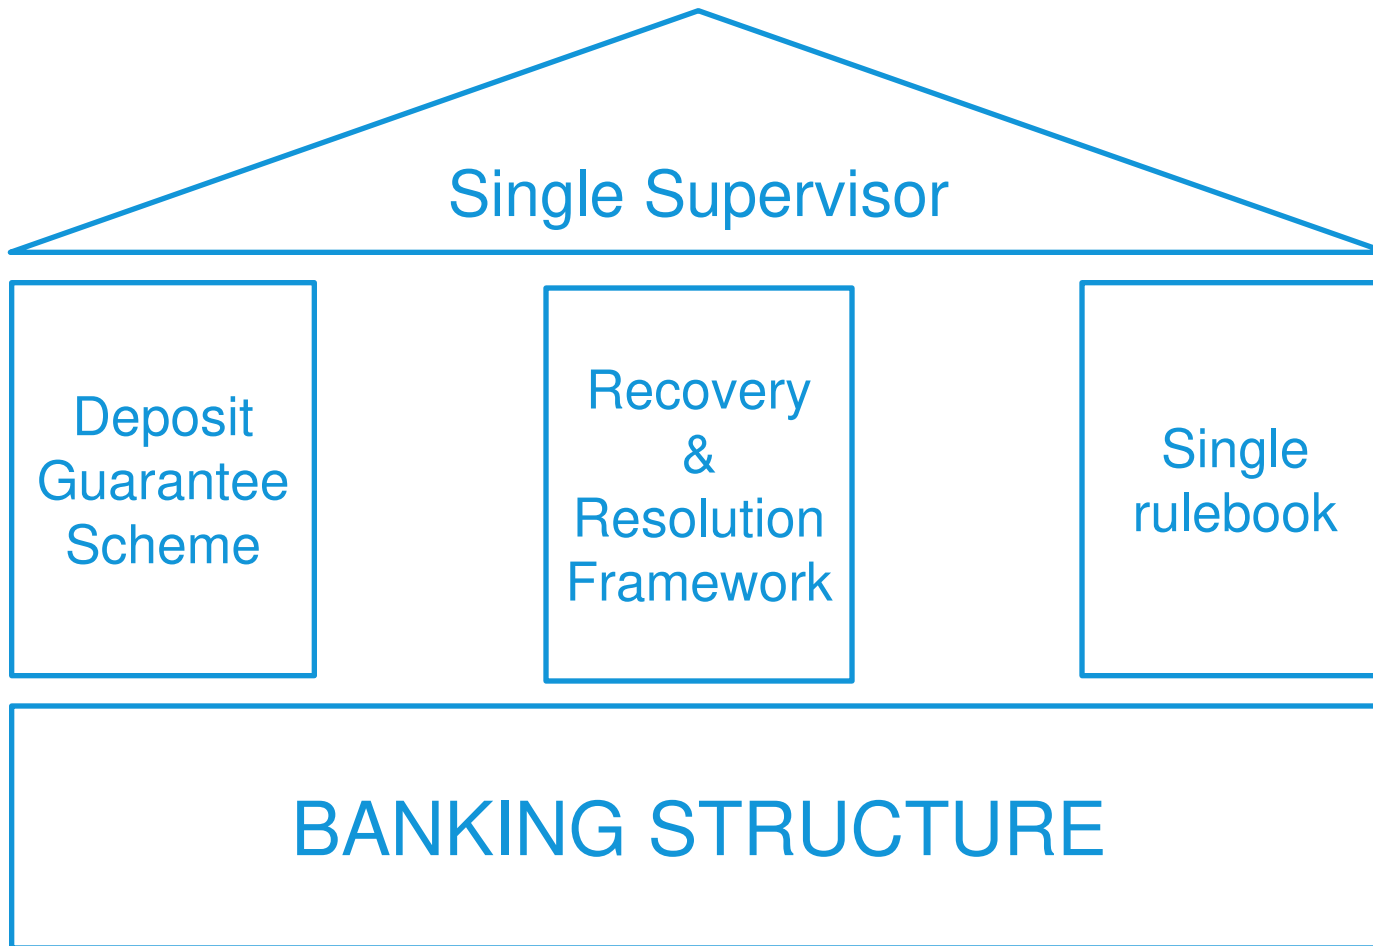 Single Supervisor
Deposit
Guarantee
Scheme
Recovery
&
Resolution
Framework
Single
rulebook
BANKING STRUCTURE